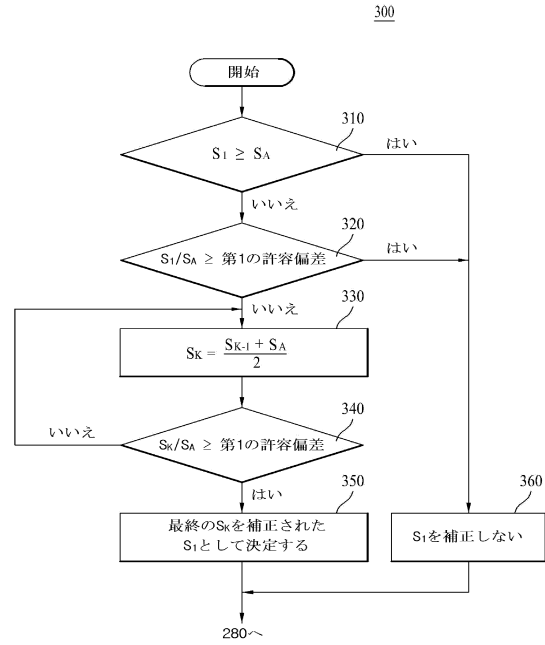 300
開始
310
S1 ≥ SA
はい
いいえ
320
S1/SA ≥ 第1の許容偏差
はい
いいえ
330
SK = SK-1 + SA / 2
340
SK/SA ≥ 第1の許容偏差
いいえ
はい
350
最終のSKを補正された
S1として決定する
360
S1を補正しない
280へ